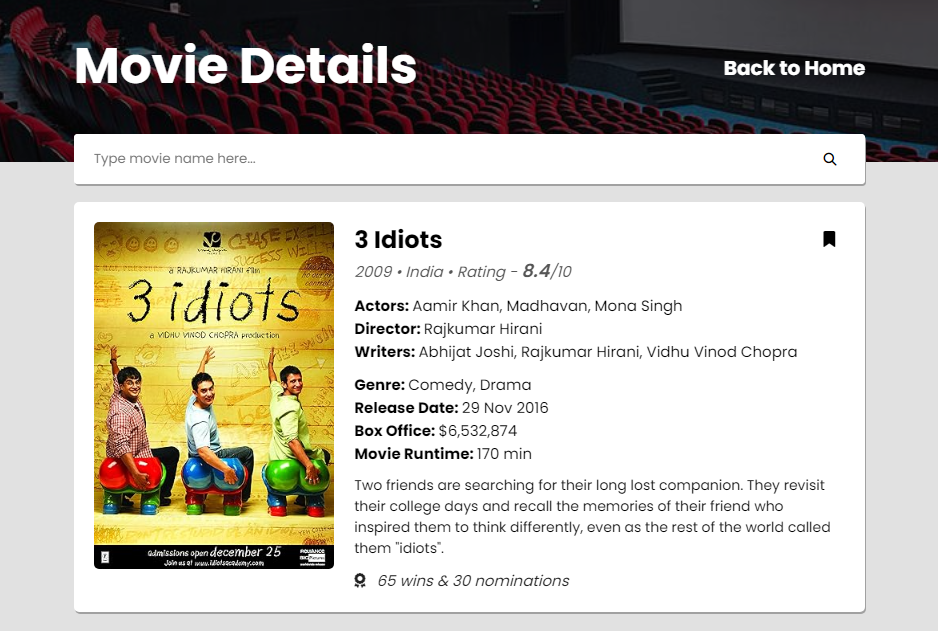 Movie Details
Back to Home
Type movie name here...
a RAJKUMAR HIRANI film
3 idiots
a VIDHU VINOD CHOPRA production
admissions open december 25
Join us at www.idiotsacademy.com
RELIANCE
BIG Pictures
3 Idiots
2009 • India • Rating - 8.4/10
Actors: Aamir Khan, Madhavan, Mona Singh
Director: Rajkumar Hirani
Writers: Abhijat Joshi, Rajkumar Hirani, Vidhu Vinod Chopra
Genre: Comedy, Drama
Release Date: 29 Nov 2016
Box Office: $6,532,874
Movie Runtime: 170 min
Two friends are searching for their long lost companion. They revisit
their college days and recall the memories of their friend who
inspired them to think differently, even as the rest of the world called
them "idiots".
65 wins & 30 nominations